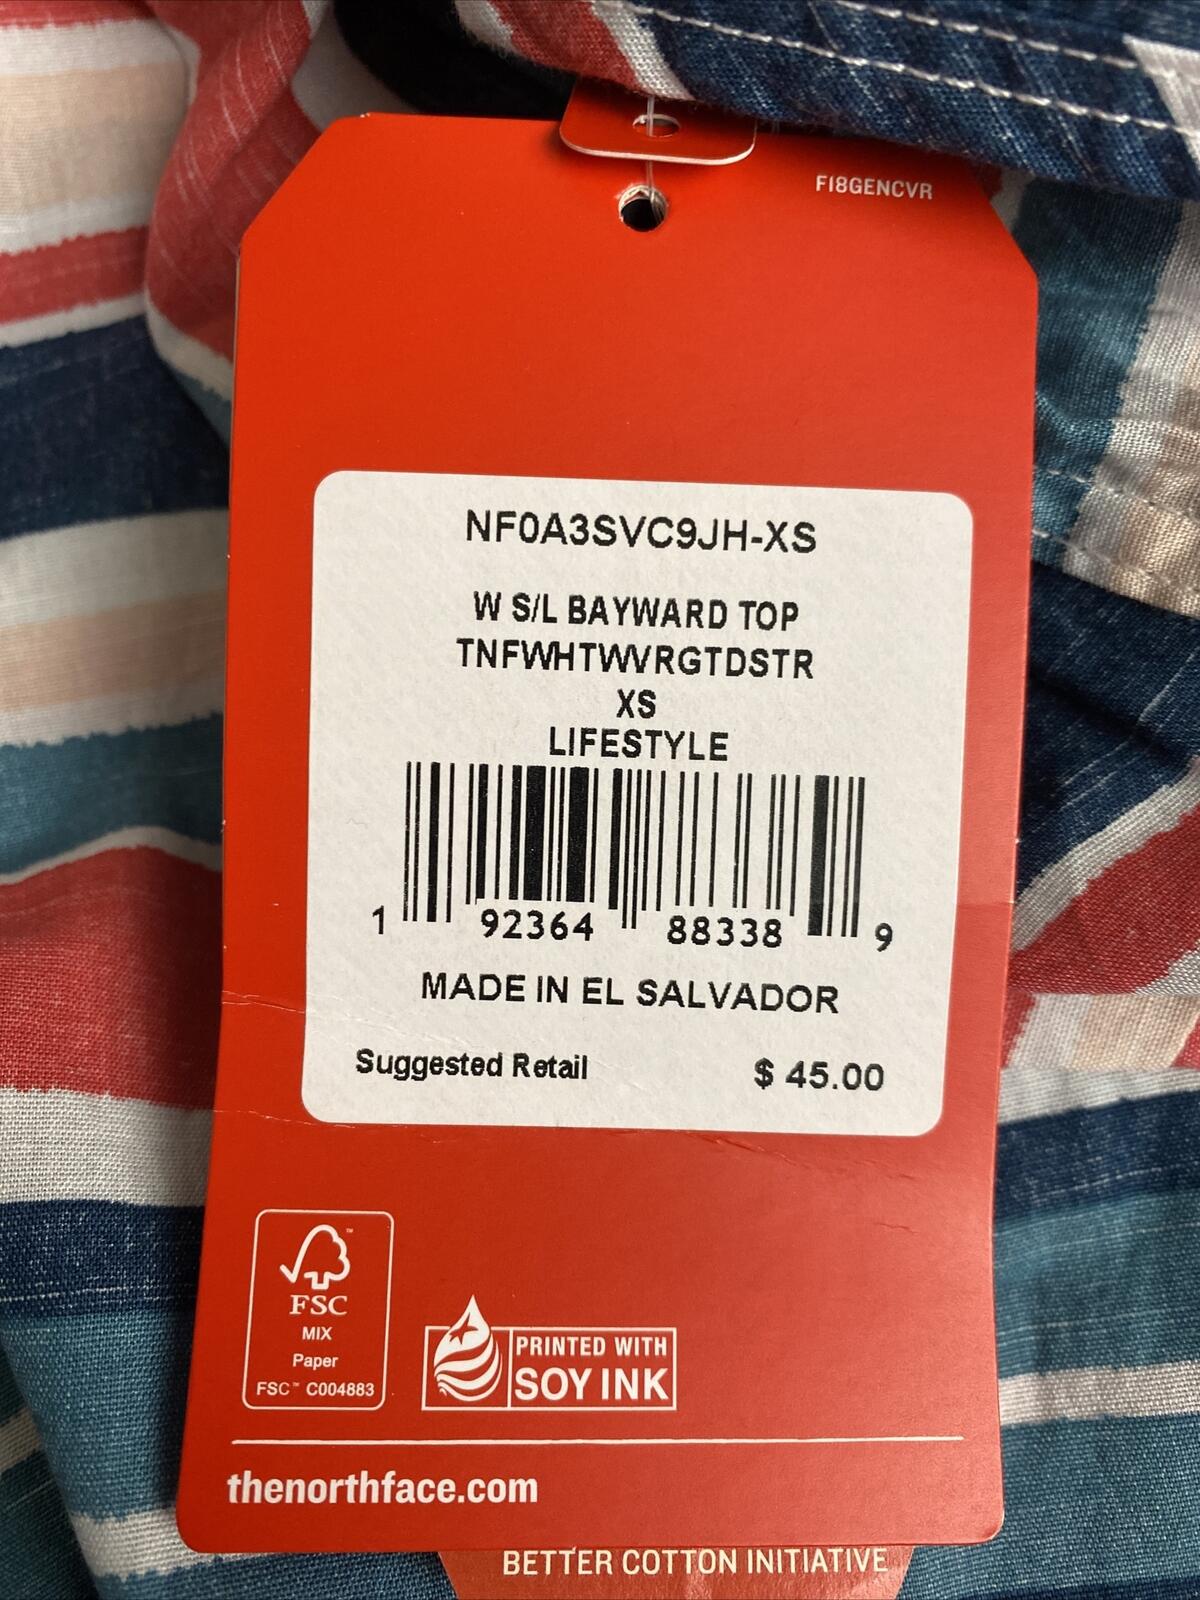 FI8GENCVR
NF0A3SVC9JH-XS
W S/L BAYWARD TOP
TNFWHTWVRGTDSTR
XS
LIFESTYLE
1 92364 88338 9
MADE IN EL SALVADOR
Suggested Retail $ 45.00
FSC
MIX
Paper
FSC™ C004883
PRINTED WITH
SOY INK
thenorthface.com
BETTER COTTON INITIATIVE